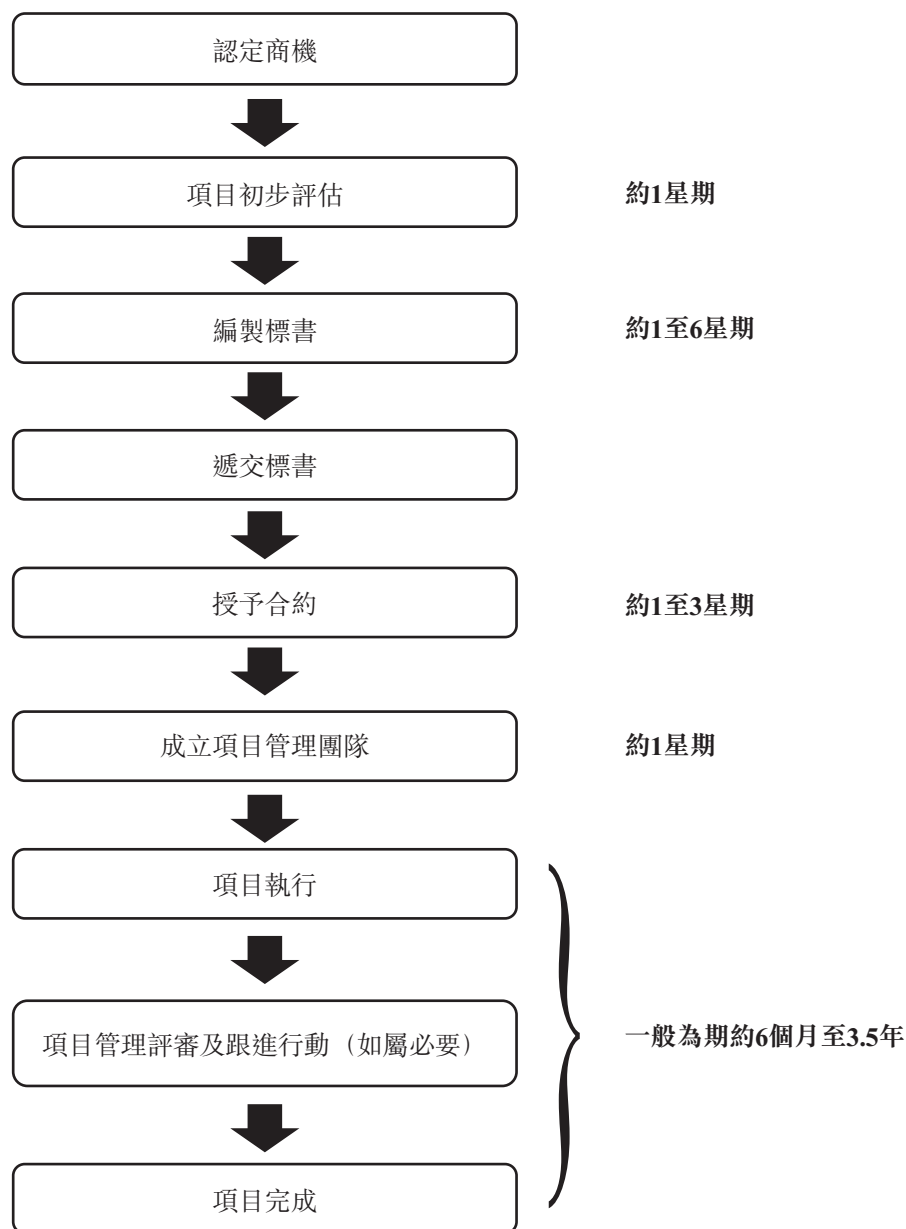 認定商機
項目初步評估
約1星期
編製標書
約1至6星期
遞交標書
授予合約
約1至3星期
成立項目管理團隊
約1星期
項目執行
項目管理評審及跟進行動（如屬必要）
一般為期約6個月至3.5年
項目完成